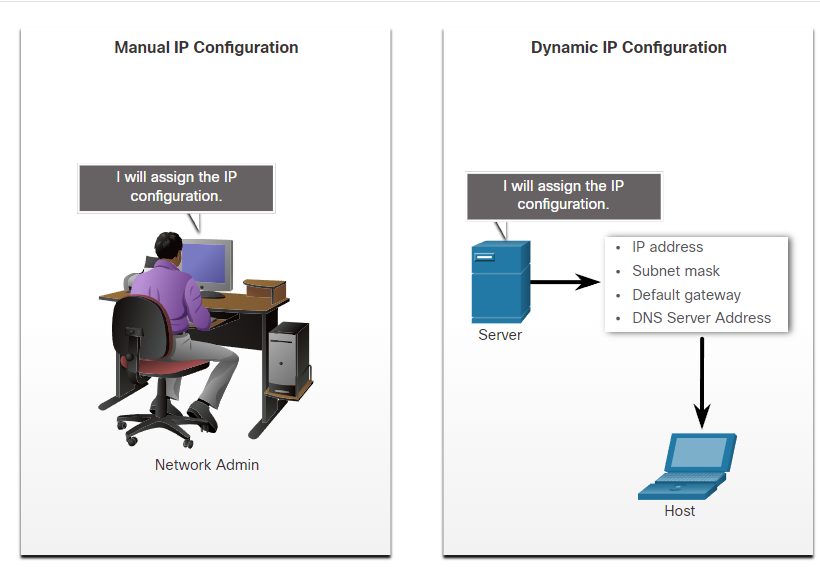 Manual IP Configuration
I will assign the IP
configuration.
Network Admin
Dynamic IP Configuration
I will assign the IP
configuration.
Server
• IP address
• Subnet mask
• Default gateway
• DNS Server Address
Host